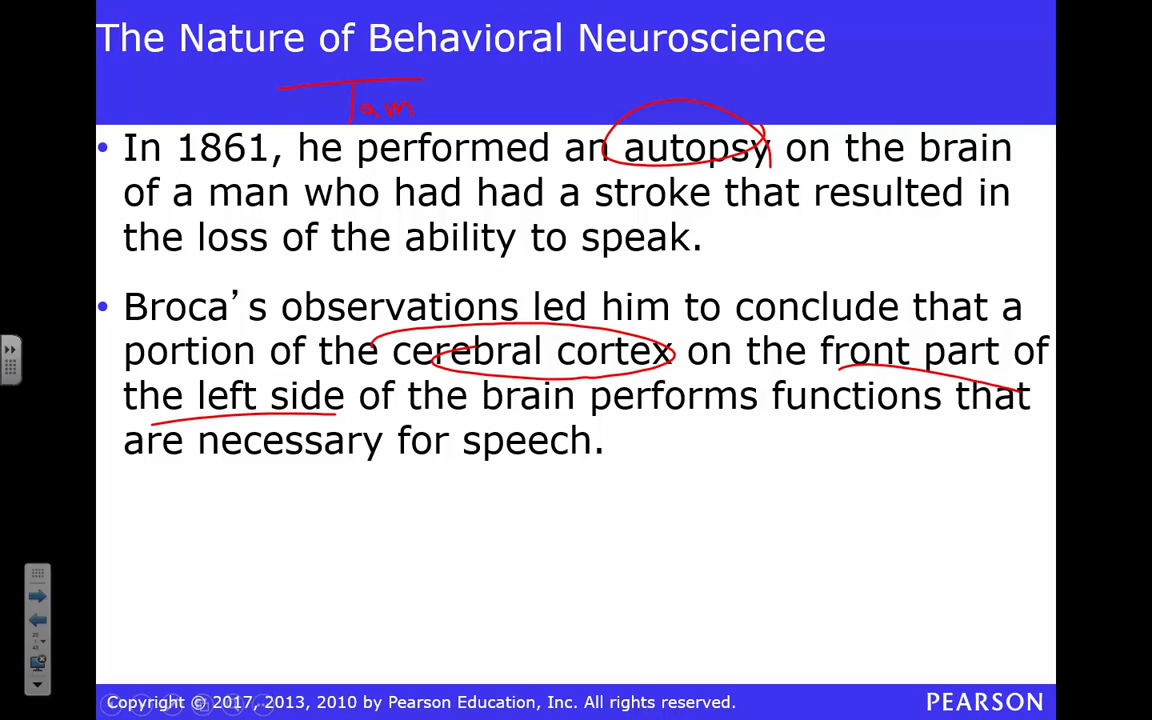 The Nature of Behavioral Neuroscience
Tam
• In 1861, he performed an autopsy on the brain
of a man who had had a stroke that resulted in
the loss of the ability to speak.
• Broca’s observations led him to conclude that a
portion of the cerebral cortex on the front part of
the left side of the brain performs functions that
are necessary for speech.
Copyright © 2017, 2013, 2010 by Pearson Education, Inc. All rights reserved.
PEARSON